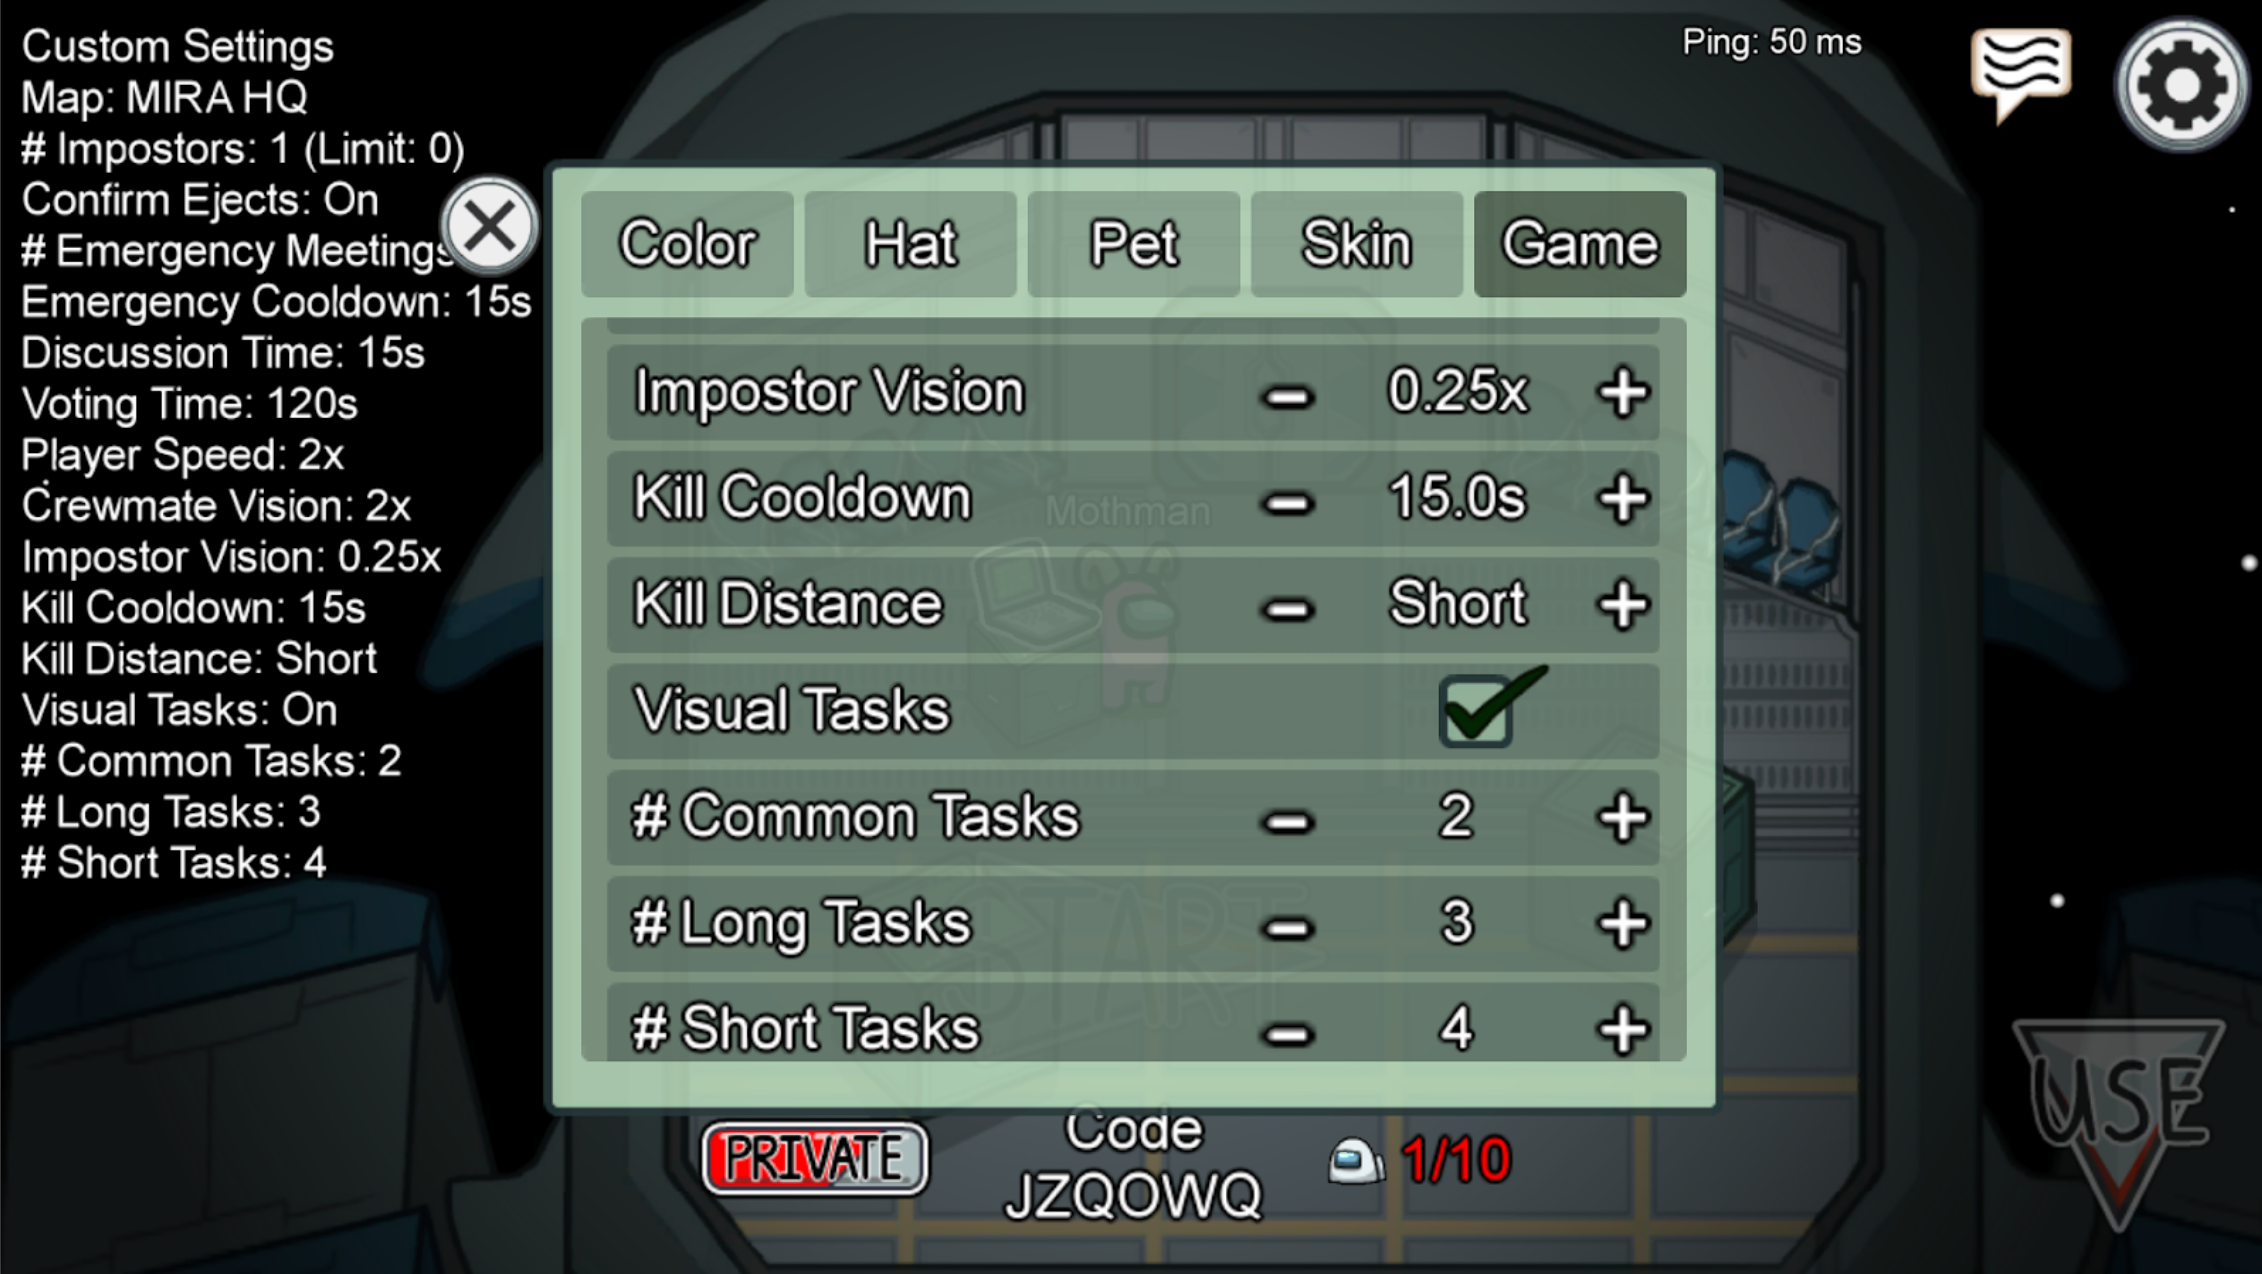 Custom Settings
Map: MIRA HQ
# Impostors: 1 (Limit: 0)
Confirm Ejects: On
# Emergency Meetings
Emergency Cooldown: 15s
Discussion Time: 15s
Voting Time: 120s
Player Speed: 2x
Crewmate Vision: 2x
Impostor Vision: 0.25x
Kill Cooldown: 15s
Kill Distance: Short
Visual Tasks: On
# Common Tasks: 2
# Long Tasks: 3
# Short Tasks: 4
Ping: 50 ms
Color Hat Pet Skin Game
Impostor Vision - 0.25x +
Kill Cooldown - 15.0s +
Mothman
Kill Distance - Short +
Visual Tasks
# Common Tasks - 2 +
# Long Tasks - 3 +
START
# Short Tasks - 4 +
PRIVATE
Code
JZQOWQ
1/10
USE